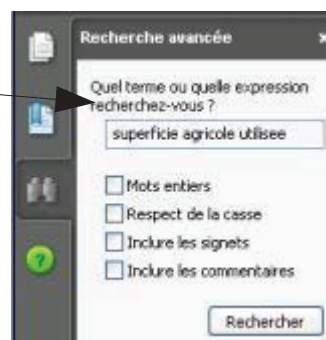 Recherche avancée
Quel terme ou quelle expression
recherchez-vous ?
superficie agricole utilisee
Mots entiers
Respect de la casse
Inclure les signets
Inclure les commentaires
Rechercher